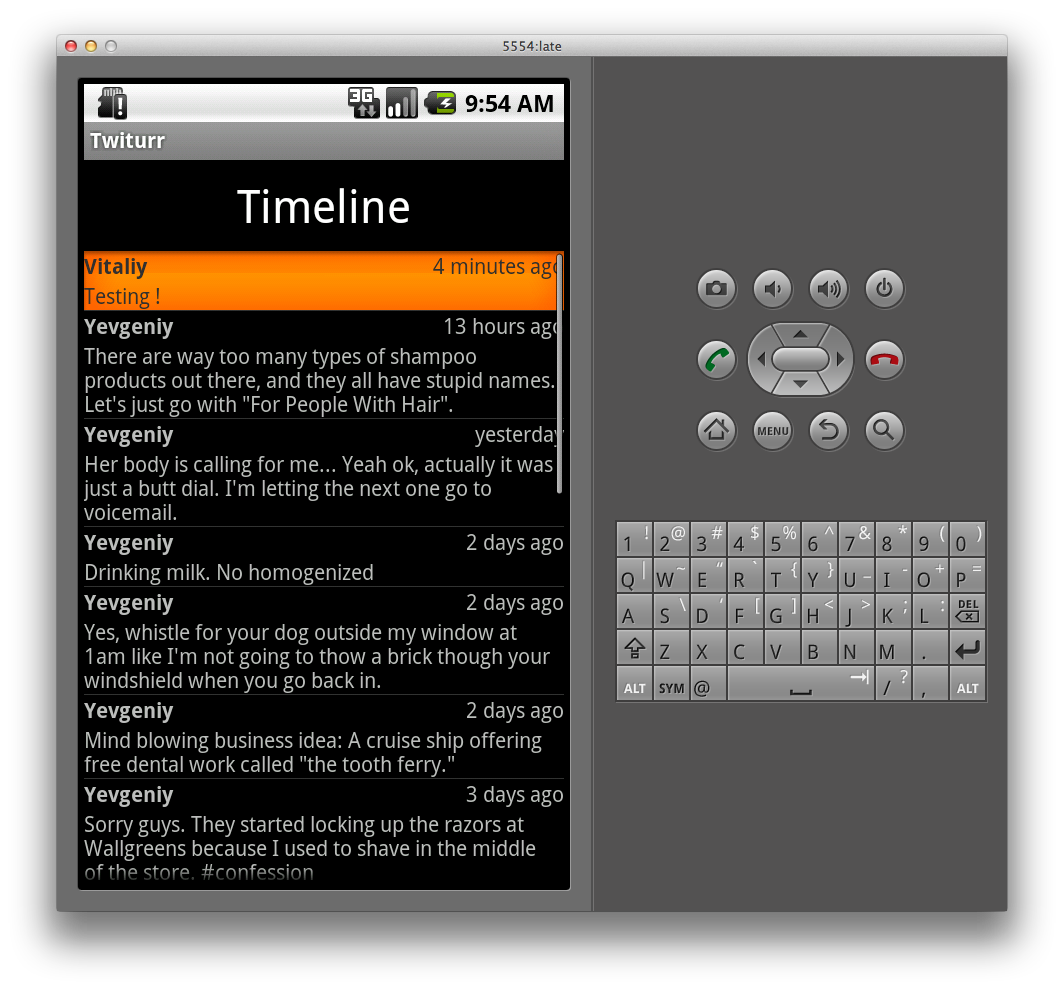 5554:late
3G 9:54 AM
Twiturr
Timeline
Vitaliy 4 minutes ago
Testing !
Yevgeniy 13 hours ago
There are way too many types of shampoo
products out there, and they all have stupid names.
Let's just go with "For People With Hair".
Yevgeniy yesterday
Her body is calling for me... Yeah ok, actually it was
just a butt dial. I'm letting the next one go to
voicemail.
Yevgeniy 2 days ago
Drinking milk. No homogenized
Yevgeniy 2 days ago
Yes, whistle for your dog outside my window at
1am like I'm not going to thow a brick though your
windshield when you go back in.
Yevgeniy 2 days ago
Mind blowing business idea: A cruise ship offering
free dental work called "the tooth ferry."
Yevgeniy 3 days ago
Sorry guys. They started locking up the razors at
Wallgreens because I used to shave in the middle
of the store. #confession
MENU
1 ! 2 @ 3 # 4 $ 5 % 6 ^ 7 & 8 * 9 ( 0 )
Q | W ~ E “ R ` T { Y } U _ I - O + P =
A S \ D ‘ F [ G ] H < J > K ; L : DEL
Z X C V B N M .
ALT SYM @ / ? , ALT